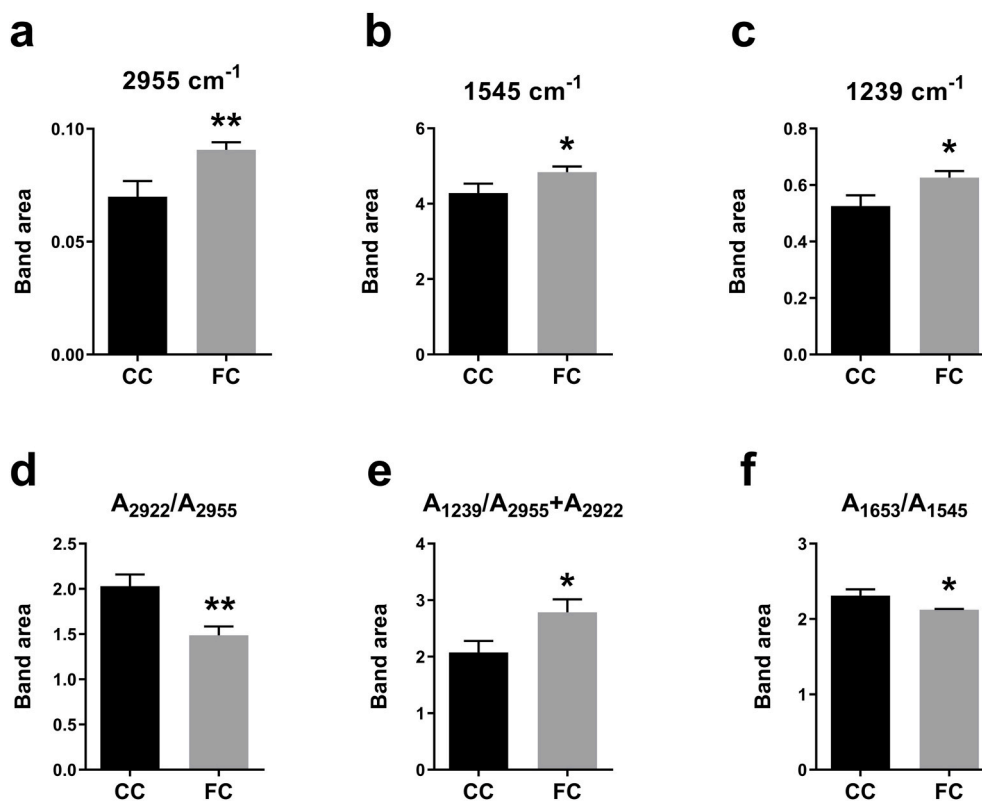 a
2955 cm⁻¹
**
0.10
0.05
0.00
Band area
CC FC
b
1545 cm⁻¹
*
6
4
2
0
Band area
CC FC
c
1239 cm⁻¹
*
0.8
0.6
0.4
0.2
0.0
Band area
CC FC
d
A₂₉₂₂/A₂₉₅₅
2.5
2.0
**
1.5
1.0
0.5
0.0
Band area
CC FC
e
A₁₂₃₉/A₂₉₅₅+A₂₉₂₂
4
*
3
2
1
0
Band area
CC FC
f
A₁₆₅₃/A₁₅₄₅
3
*
2
1
0
Band area
CC FC